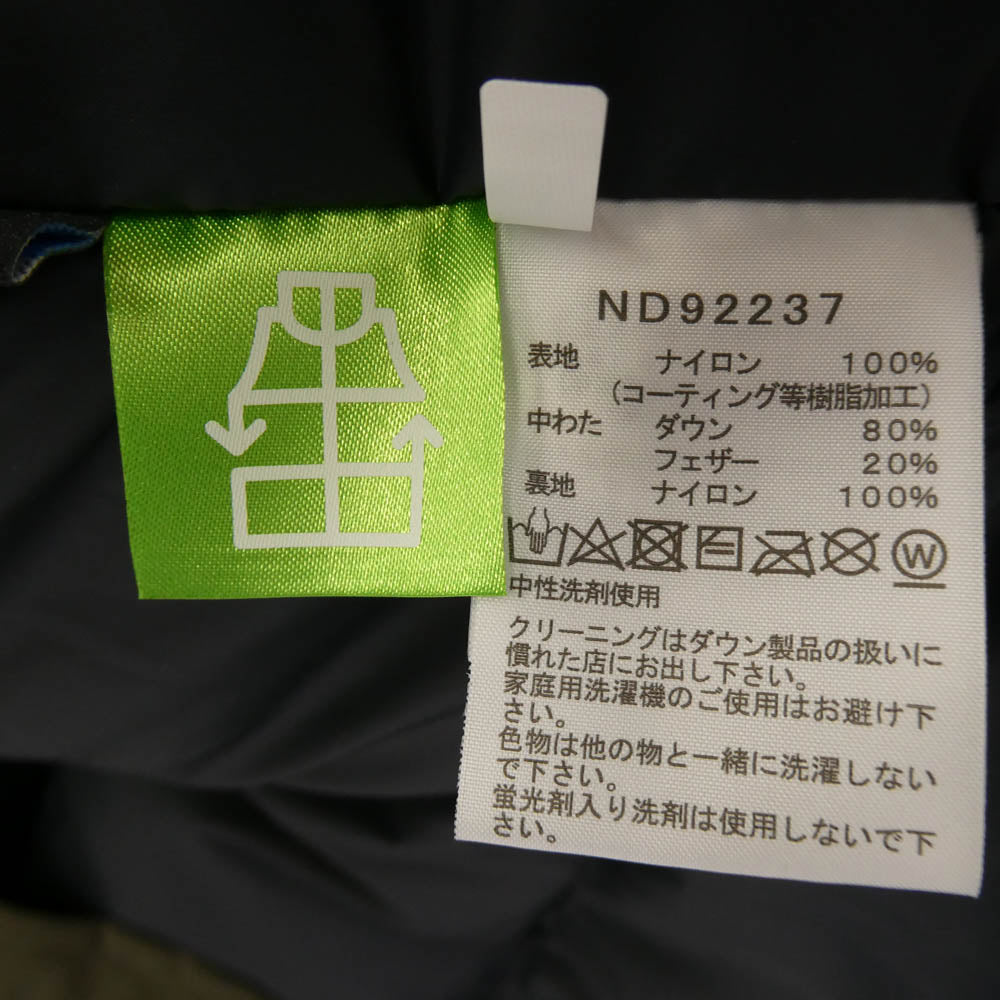 ND92237
表地 ナイロン 100%
(コーティング等樹脂加工)
中わた ダウン 80%
フェザー 20%
裏地 ナイロン 100%
W
中性洗剤使用
クリーニングはダウン製品の扱いに
慣れた店にお出し下さい。
家庭用洗濯機のご使用はお避け下
さい。
色物は他の物と一緒に洗濯しない
で下さい。
蛍光剤入り洗剤は使用しないで下
さい。